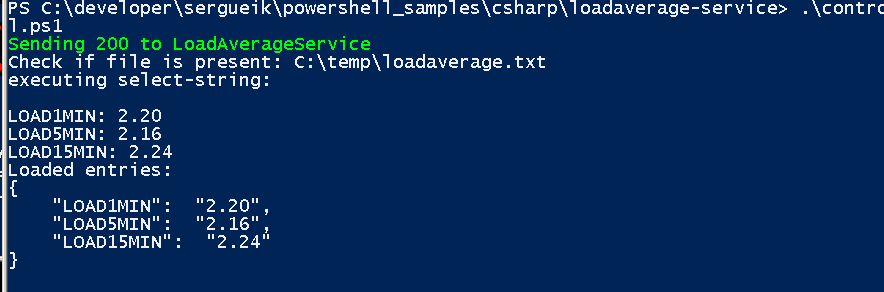 PS C:\developer\sergueik\powershell_samples\csharp\loadaverage-service> .\contro
l.ps1
Sending 200 to LoadAverageService
Check if file is present: C:\temp\loadaverage.txt
executing select-string:
LOAD1MIN: 2.20
LOAD5MIN: 2.16
LOAD15MIN: 2.24
Loaded entries:
{
"LOAD1MIN":  "2.20",
"LOAD5MIN":  "2.16",
"LOAD15MIN":  "2.24"
}